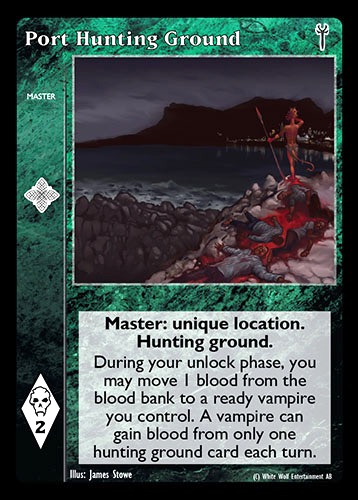 Port Hunting Ground
MASTER
Master: unique location.
Hunting ground.
During your unlock phase, you
may move 1 blood from the
blood bank to a ready vampire
you control. A vampire can
gain blood from only one
hunting ground card each turn.
2
Illus: James Stowe
(C) White Wolf Entertainment AB